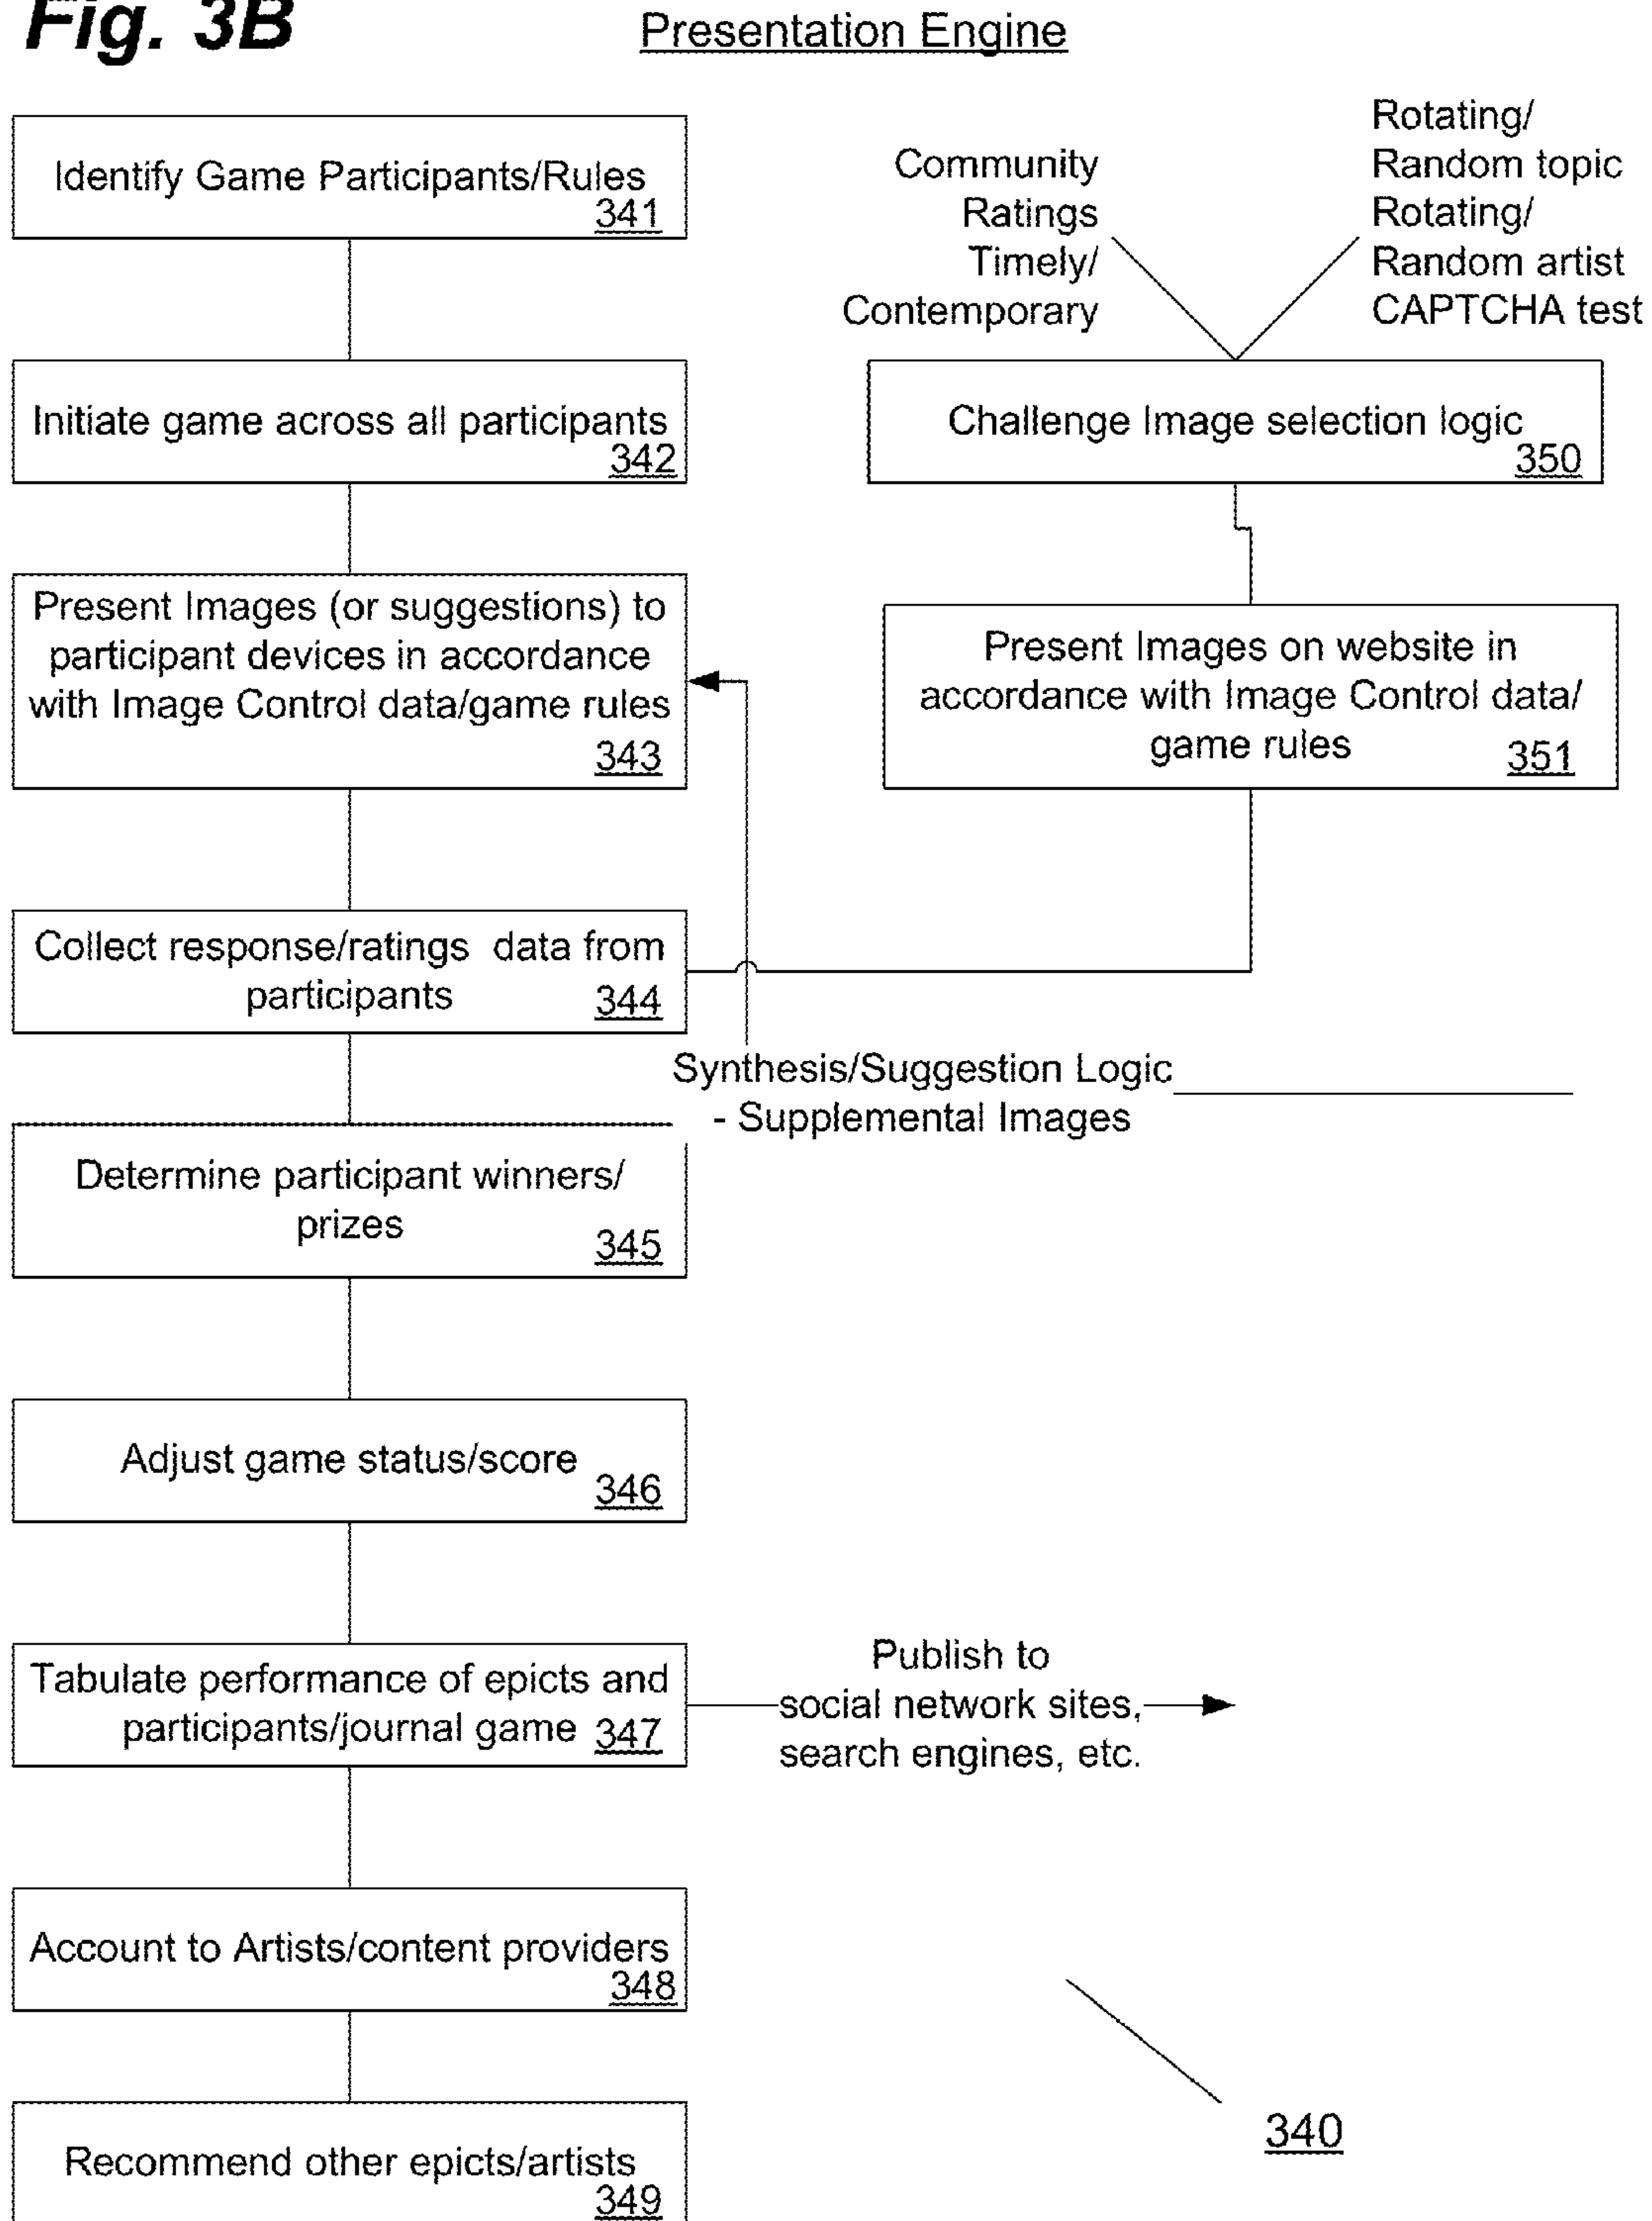 Fig. 3B
Presentation Engine
Identify Game Participants/Rules
341
Initiate game across all participants
342
Present Images (or suggestions) to
participant devices in accordance
with Image Control data/game rules
343
Collect response/ratings data from
participants 344
Determine participant winners/
prizes
345
Adjust game status/score
346
Tabulate performance of epicts and
participants/journal game 347
Account to Artists/content providers
348
Recommend other epicts/artists
349
Community
Ratings
Timely/
Contemporary
Rotating/
Random topic
Rotating/
Random artist
CAPTCHA test
Challenge Image selection logic
350
Present Images on website in
accordance with Image Control data/
game rules 351
Synthesis/Suggestion Logic
- Supplemental Images
Publish to
social network sites,
search engines, etc.
340